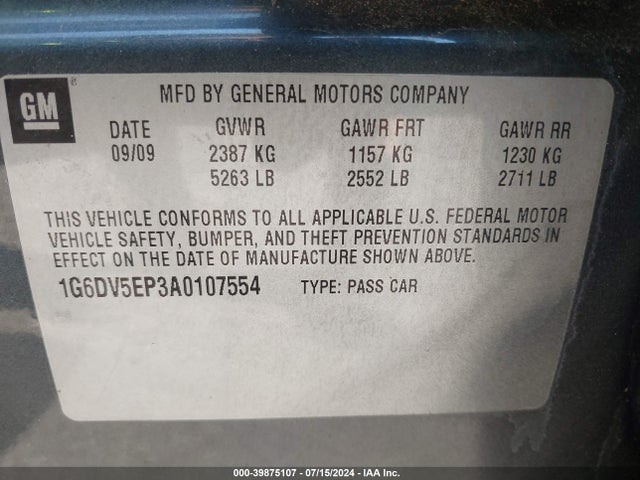 GM
MFD BY GENERAL MOTORS COMPANY
DATE GVWR GAWR FRT GAWR RR
09/09 2387 KG 1157 KG 1230 KG
5263 LB 2552 LB 2711 LB
THIS VEHICLE CONFORMS TO ALL APPLICABLE U.S. FEDERAL MOTOR
VEHICLE SAFETY, BUMPER, AND THEFT PREVENTION STANDARDS IN
EFFECT ON THE DATE OF MANUFACTURE SHOWN ABOVE.
1G6DV5EP3A0107554 TYPE: PASS CAR
000-39875107 - 07/15/2024 - IAA Inc.